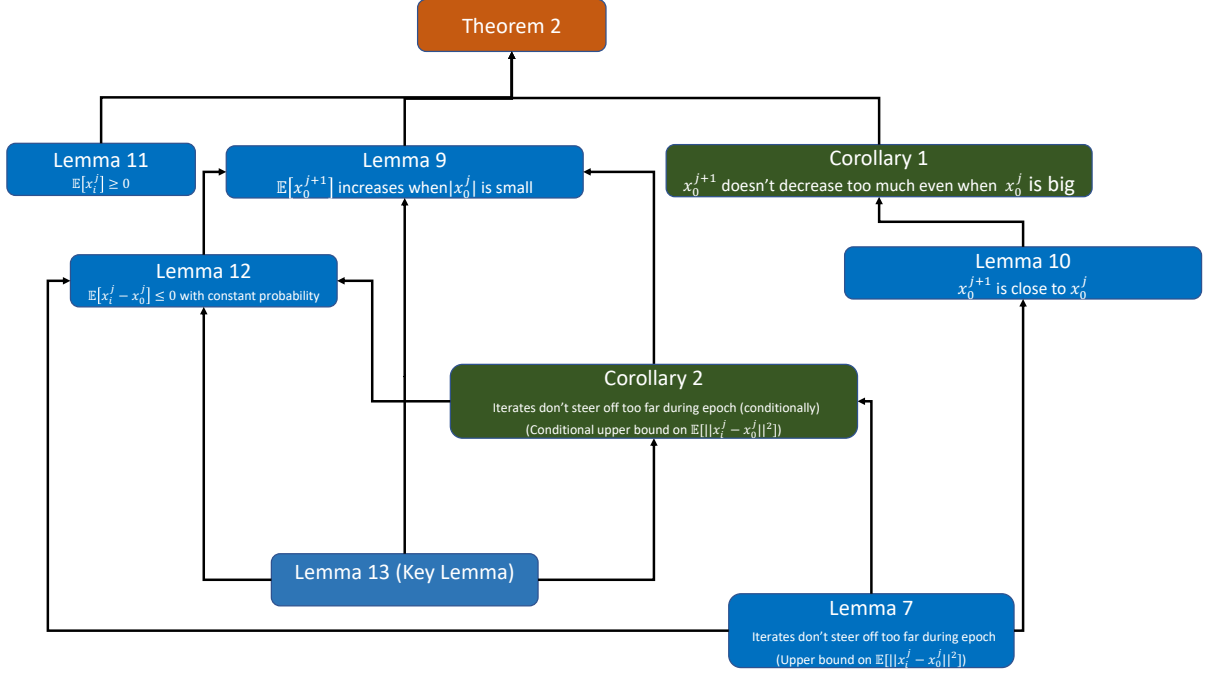 Theorem 2
Lemma 11
𝔼[x_i^j] ≥ 0
Lemma 9
𝔼[x_0^{j+1}] increases when|x_0^j| is small
Corollary 1
x_0^{j+1} doesn't decrease too much even when x_0^j is big
Lemma 12
𝔼[x_i^j − x_0^j] ≤ 0 with constant probability
Lemma 10
x_0^{j+1} is close to x_0^j
Corollary 2
Iterates don't steer off too far during epoch (conditionally)
(Conditional upper bound on 𝔼[||x_i^j − x_0^j||^2])
Lemma 13 (Key Lemma)
Lemma 7
Iterates don't steer off too far during epoch
(Upper bound on 𝔼[||x_i^j − x_0^j||^2])